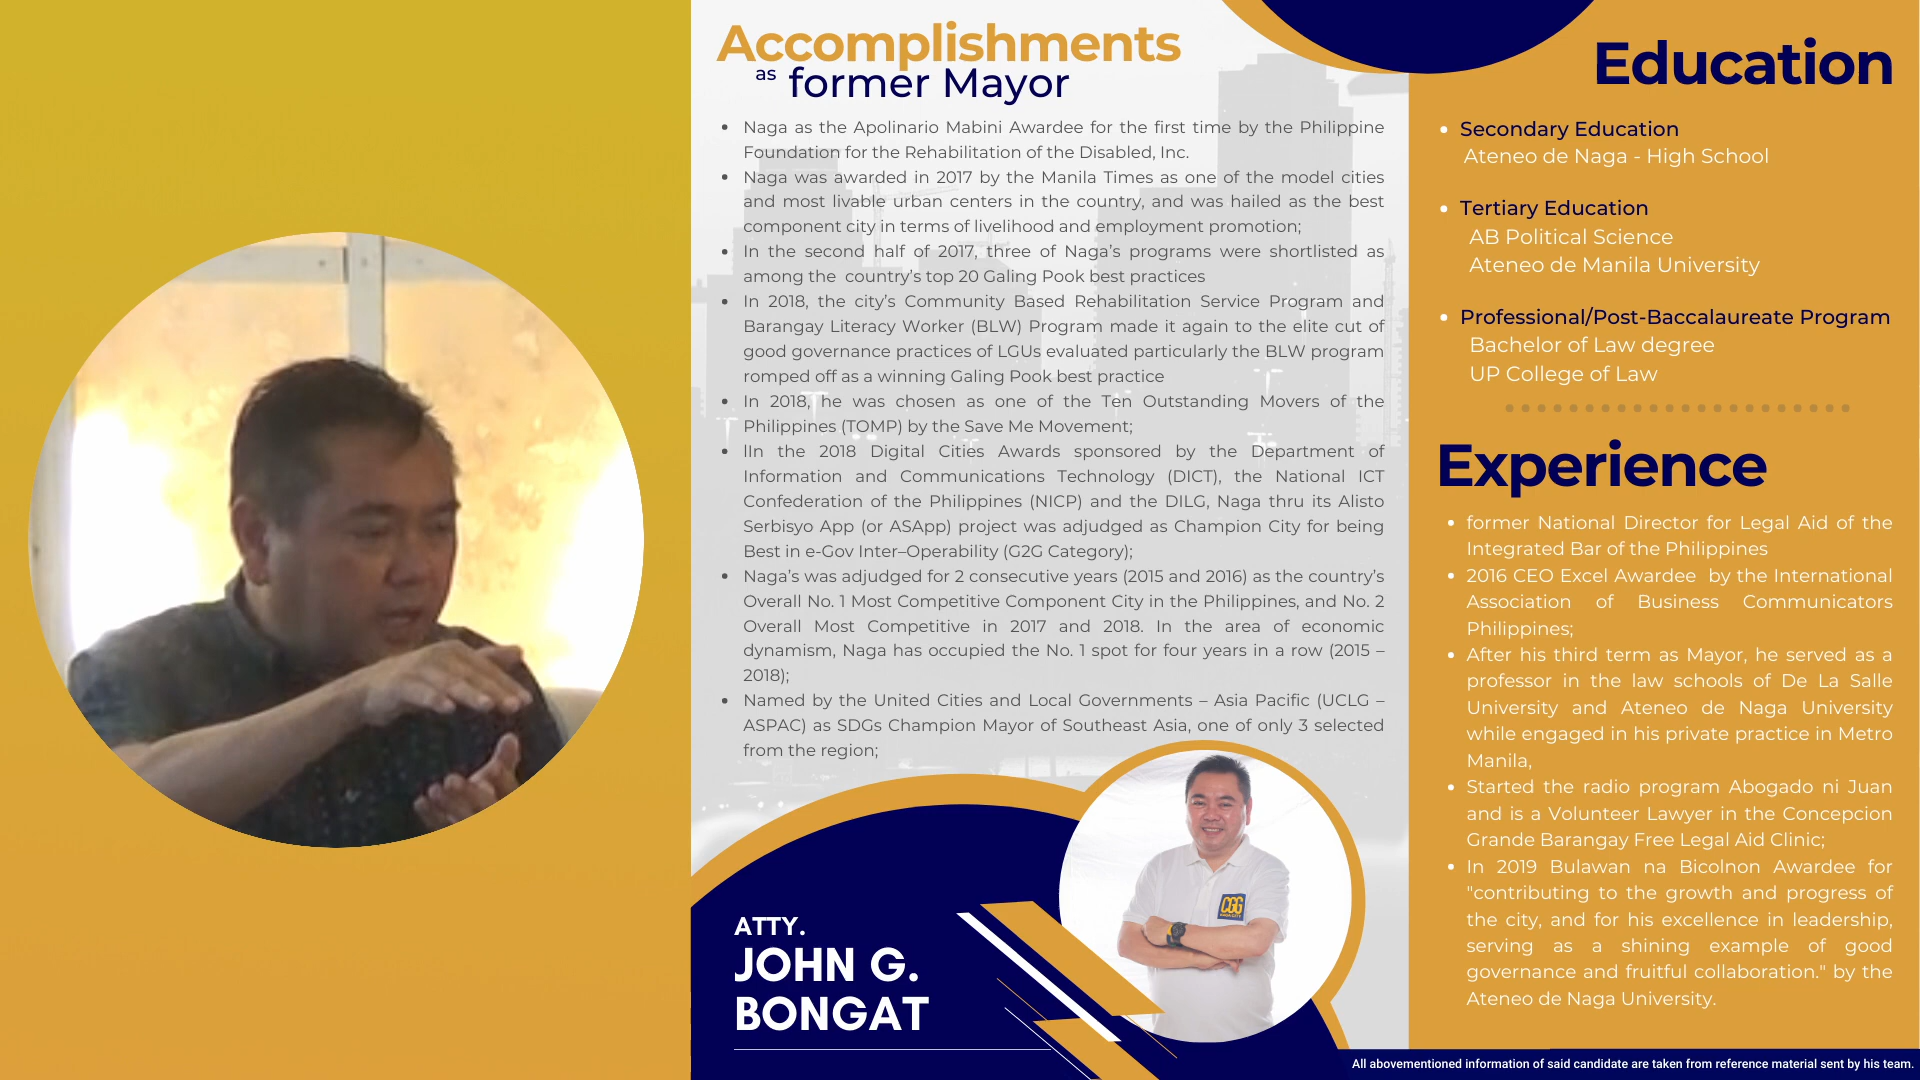 Accomplishments
as former Mayor
• Naga as the Apolinario Mabini Awardee for the first time by the Philippine
Foundation for the Rehabilitation of the Disabled, Inc.
• Naga was awarded in 2017 by the Manila Times as one of the model cities
and most livable urban centers in the country, and was hailed as the best
component city in terms of livelihood and employment promotion;
• In the second half of 2017, three of Naga's programs were shortlisted as
among the country's top 20 Galing Pook best practices
• In 2018, the city's Community Based Rehabilitation Service Program and
Barangay Literacy Worker (BLW) Program made it again to the elite cut of
good governance practices of LGUs evaluated particularly the BLW program
romped off as a winning Galing Pook best practice
• In 2018, he was chosen as one of the Ten Outstanding Movers of the
Philippines (TOMP) by the Save Me Movement;
• IIn the 2018 Digital Cities Awards sponsored by the Department of
Information and Communications Technology (DICT), the National ICT
Confederation of the Philippines (NICP) and the DILG, Naga thru its Alisto
Serbisyo App (or ASApp) project was adjudged as Champion City for being
Best in e-Gov Inter–Operability (G2G Category);
• Naga's was adjudged for 2 consecutive years (2015 and 2016) as the country's
Overall No. 1 Most Competitive Component City in the Philippines, and No. 2
Overall Most Competitive in 2017 and 2018. In the area of economic
dynamism, Naga has occupied the No. 1 spot for four years in a row (2015 –
2018);
• Named by the United Cities and Local Governments – Asia Pacific (UCLG –
ASPAC) as SDGs Champion Mayor of Southeast Asia, one of only 3 selected
from the region;
ATTY.
JOHN G.
BONGAT
CGG
NAGA CITY
Education
• Secondary Education
Ateneo de Naga - High School
• Tertiary Education
AB Political Science
Ateneo de Manila University
• Professional/Post-Baccalaureate Program
Bachelor of Law degree
UP College of Law
Experience
• former National Director for Legal Aid of the
Integrated Bar of the Philippines
• 2016 CEO Excel Awardee by the International
Association of Business Communicators
Philippines;
• After his third term as Mayor, he served as a
professor in the law schools of De La Salle
University and Ateneo de Naga University
while engaged in his private practice in Metro
Manila,
• Started the radio program Abogado ni Juan
and is a Volunteer Lawyer in the Concepcion
Grande Barangay Free Legal Aid Clinic;
• In 2019 Bulawan na Bicolnon Awardee for
"contributing to the growth and progress of
the city, and for his excellence in leadership,
serving as a shining example of good
governance and fruitful collaboration." by the
Ateneo de Naga University.
All abovementioned information of said candidate are taken from reference material sent by his team.